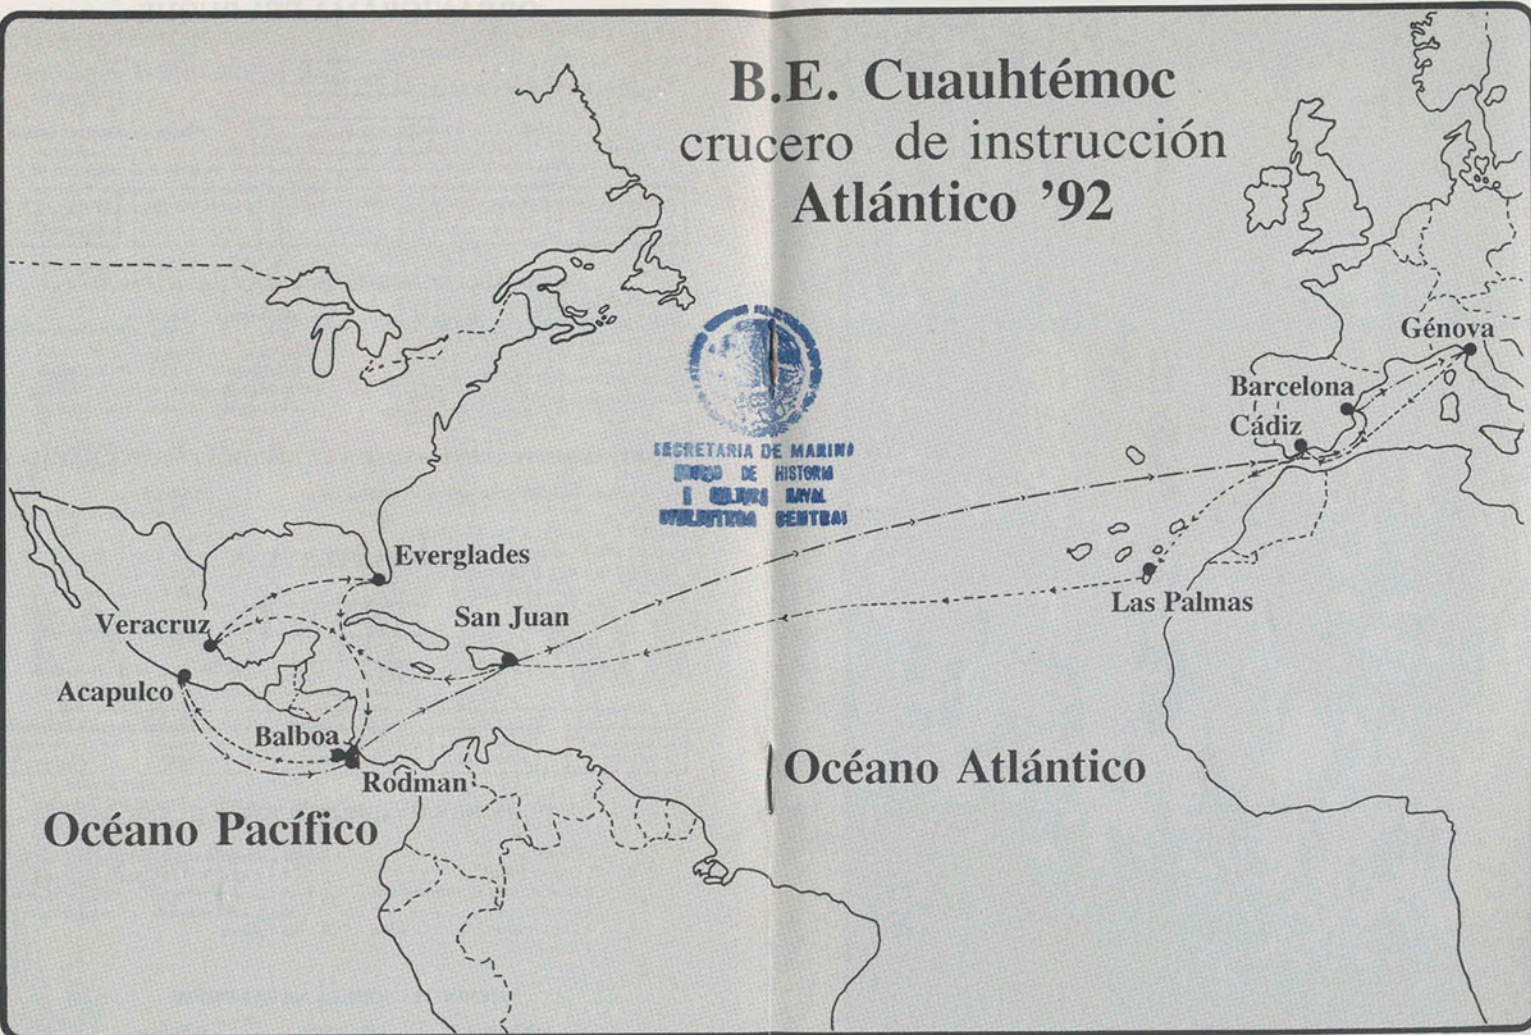 B.E. Cuauhtémoc
crucero de instrucción
Atlántico ’92
Génova
Barcelona
Cádiz
SECRETARIA DE MARINA
DE HISTORIA
NAVAL
CENTRAL
Everglades
San Juan
Las Palmas
Veracruz
Acapulco
Balboa
Rodman
Océano Atlántico
Océano Pacífico